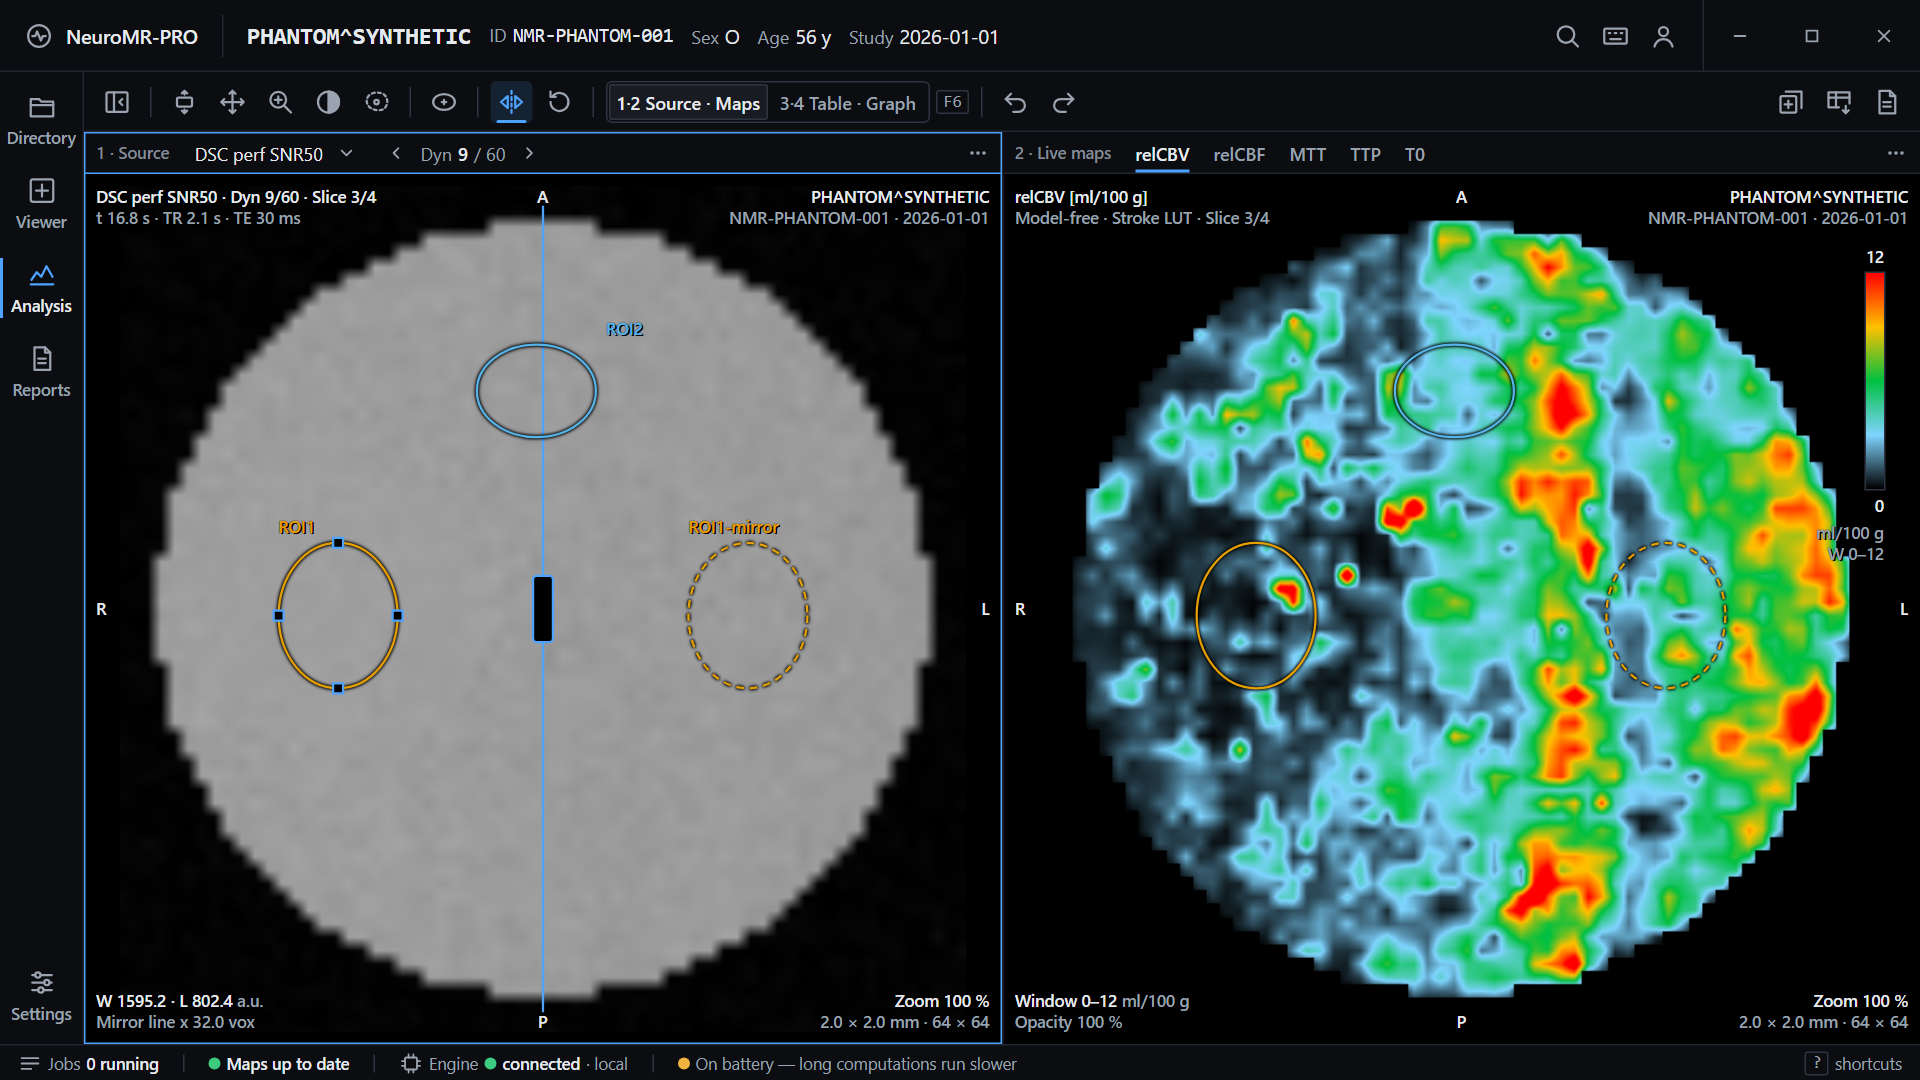 NeuroMR-PRO PHANTOM^SYNTHETIC ID NMR-PHANTOM-001 Sex O Age 56 y Study 2026-01-01
Directory
Viewer
Analysis
Reports
Settings
1·2 Source · Maps 3·4 Table · Graph F6
1 · Source DSC perf SNR50 Dyn 9 / 60
DSC perf SNR50 · Dyn 9/60 · Slice 3/4
t 16.8 s · TR 2.1 s · TE 30 ms
A
PHANTOM^SYNTHETIC
NMR-PHANTOM-001 · 2026-01-01
ROI2
ROI1
ROI1-mirror
R
L
W 1595.2 · L 802.4 a.u.
Mirror line x 32.0 vox
P
Zoom 100 %
2.0 × 2.0 mm · 64 × 64
2 · Live maps relCBV relCBF MTT TTP T0
relCBV [ml/100 g]
Model-free · Stroke LUT · Slice 3/4
A
PHANTOM^SYNTHETIC
NMR-PHANTOM-001 · 2026-01-01
12
0
ml/100 g
W 0–12
R
L
Window 0–12 ml/100 g
Opacity 100 %
P
Zoom 100 %
2.0 × 2.0 mm · 64 × 64
Jobs 0 running Maps up to date Engine connected · local On battery — long computations run slower ? shortcuts